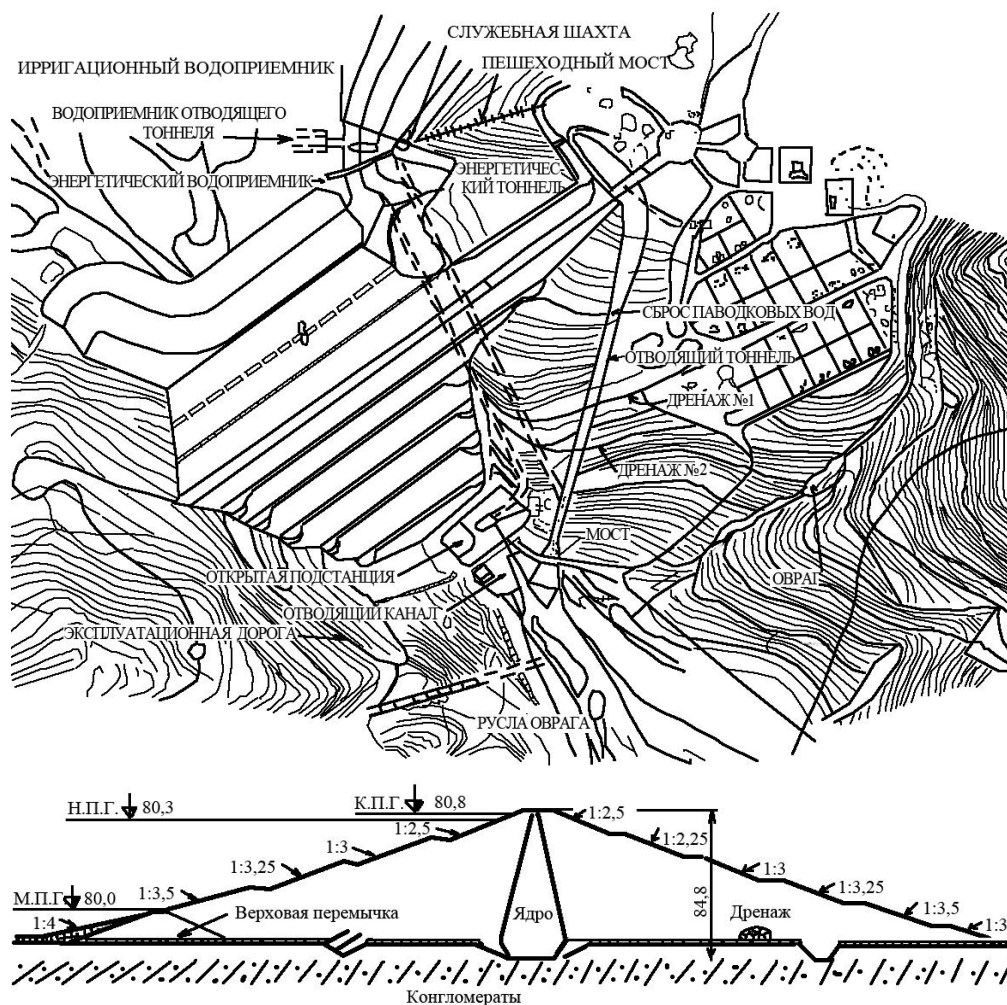 СЛУЖЕБНАЯ ШАХТА
ИРРИГАЦИОННЫЙ ВОДОПРИЕМНИК
ПЕШЕХОДНЫЙ МОСТ
ВОДОПРИЕМНИК ОТВОДЯЩЕГО
ТОННЕЛЯ
ЭНЕРГЕТИЧЕСКИЙ ВОДОПРИЕМНИК
ЭНЕРГЕТИЧЕС-
КИЙ ТОННЕЛЬ
СБРОС ПАВОДКОВЫХ ВОД
ОТВОДЯЩИЙ ТОННЕЛЬ
ДРЕНАЖ №1
ДРЕНАЖ №2
МОСТ
ОТКРЫТАЯ ПОДСТАНЦИЯ
ОВРАГ
ОТВОДЯЩИЙ КАНАЛ
ЭКСПЛУАТАЦИОННАЯ ДОРОГА
РУСЛА ОВРАГА
Н.П.Г. 80,3
К.П.Г. 80,8
1:2,5
1:2,5
1:3
1:2,25
1:3,25
1:3
М.П.Г 80,0
1:3,5
1:3,25
1:4
Верховая перемычка
Ядро
84,8
Дренаж
1:3,5
1:3
Конгломераты